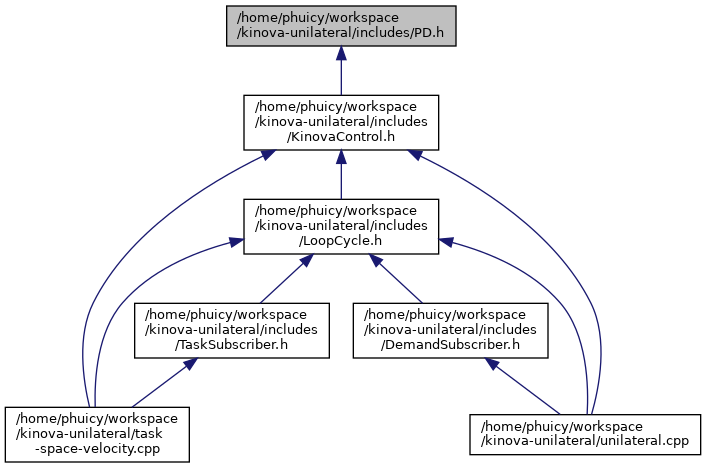 /home/phuicy/workspace
/kinova-unilateral/includes/PD.h
/home/phuicy/workspace
/kinova-unilateral/includes
/KinovaControl.h
/home/phuicy/workspace
/kinova-unilateral/includes
/LoopCycle.h
/home/phuicy/workspace
/kinova-unilateral/includes
/TaskSubscriber.h
/home/phuicy/workspace
/kinova-unilateral/includes
/DemandSubscriber.h
/home/phuicy/workspace
/kinova-unilateral/task
-space-velocity.cpp
/home/phuicy/workspace
/kinova-unilateral/unilateral.cpp